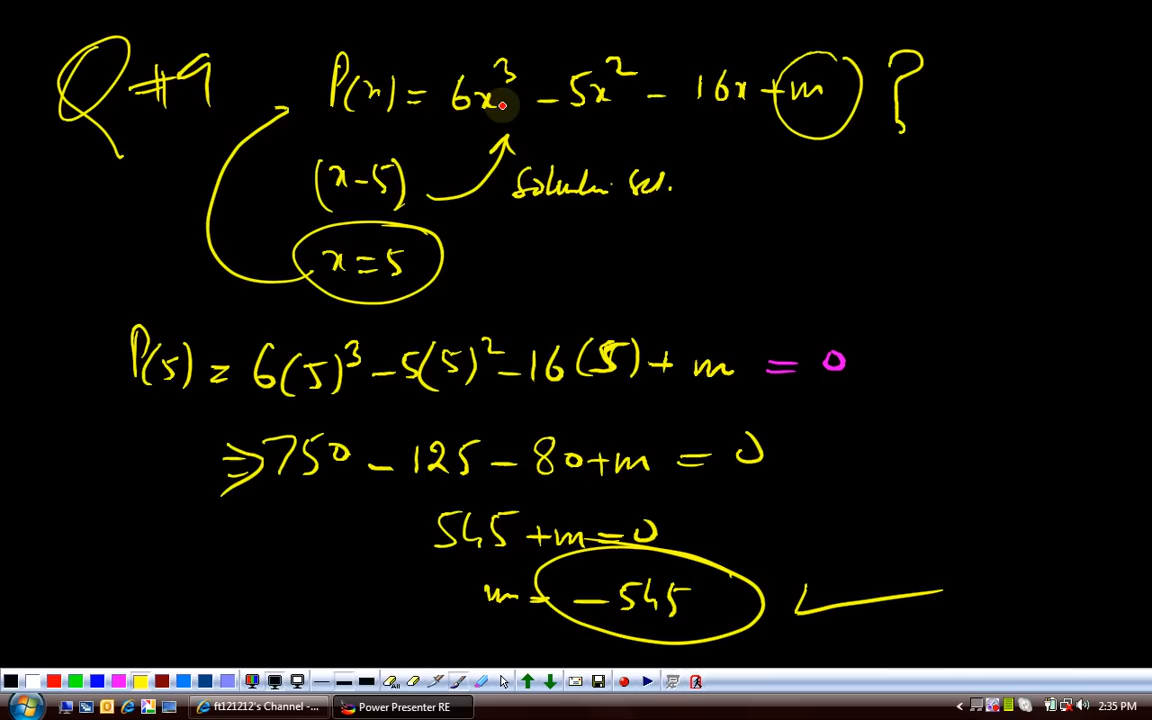 Q #9 P(x) = 6x³ - 5x² - 16x + m ?
(x-5) solution set.
x = 5
P(5) = 6(5)³ - 5(5)² - 16(5) + m = 0
⇒ 750 - 125 - 80 + m = 0
545 + m = 0
m = - 545
ft121212's Channel - ...
Power Presenter RE
2:35 PM